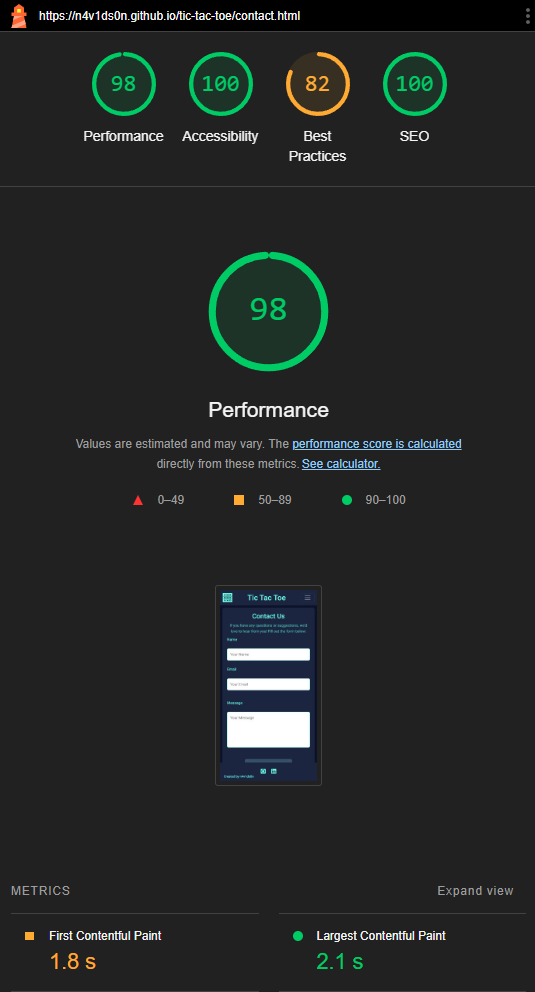 https://n4v1ds0n.github.io/tic-tac-toe/contact.html
98 100 82 100
Performance Accessibility Best Practices SEO
98
Performance
Values are estimated and may vary. The performance score is calculated
directly from these metrics. See calculator.
0–49 50–89 90–100
Tic Tac Toe
Contact Us
If you have any questions or suggestions, we'd
love to hear from you! Fill out the form below.
Name
Your Name
Email
Your Email
Message
Your Message
Created by
METRICS Expand view
First Contentful Paint Largest Contentful Paint
1.8 s 2.1 s